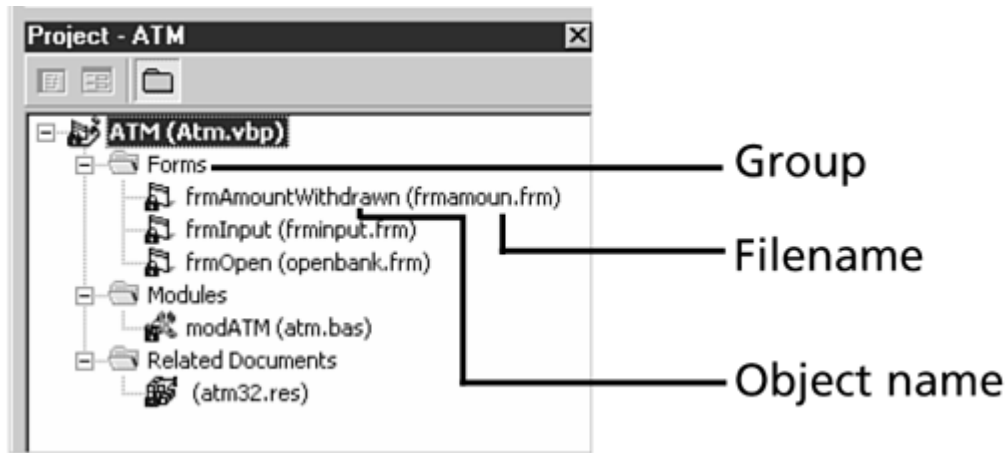 Project - ATM
ATM (Atm.vbp)
Forms
frmAmountWithdrawn (frmamoun.frm)
frmInput (frminput.frm)
frmOpen (openbank.frm)
Modules
modATM (atm.bas)
Related Documents
(atm32.res)
Group
Filename
Object name